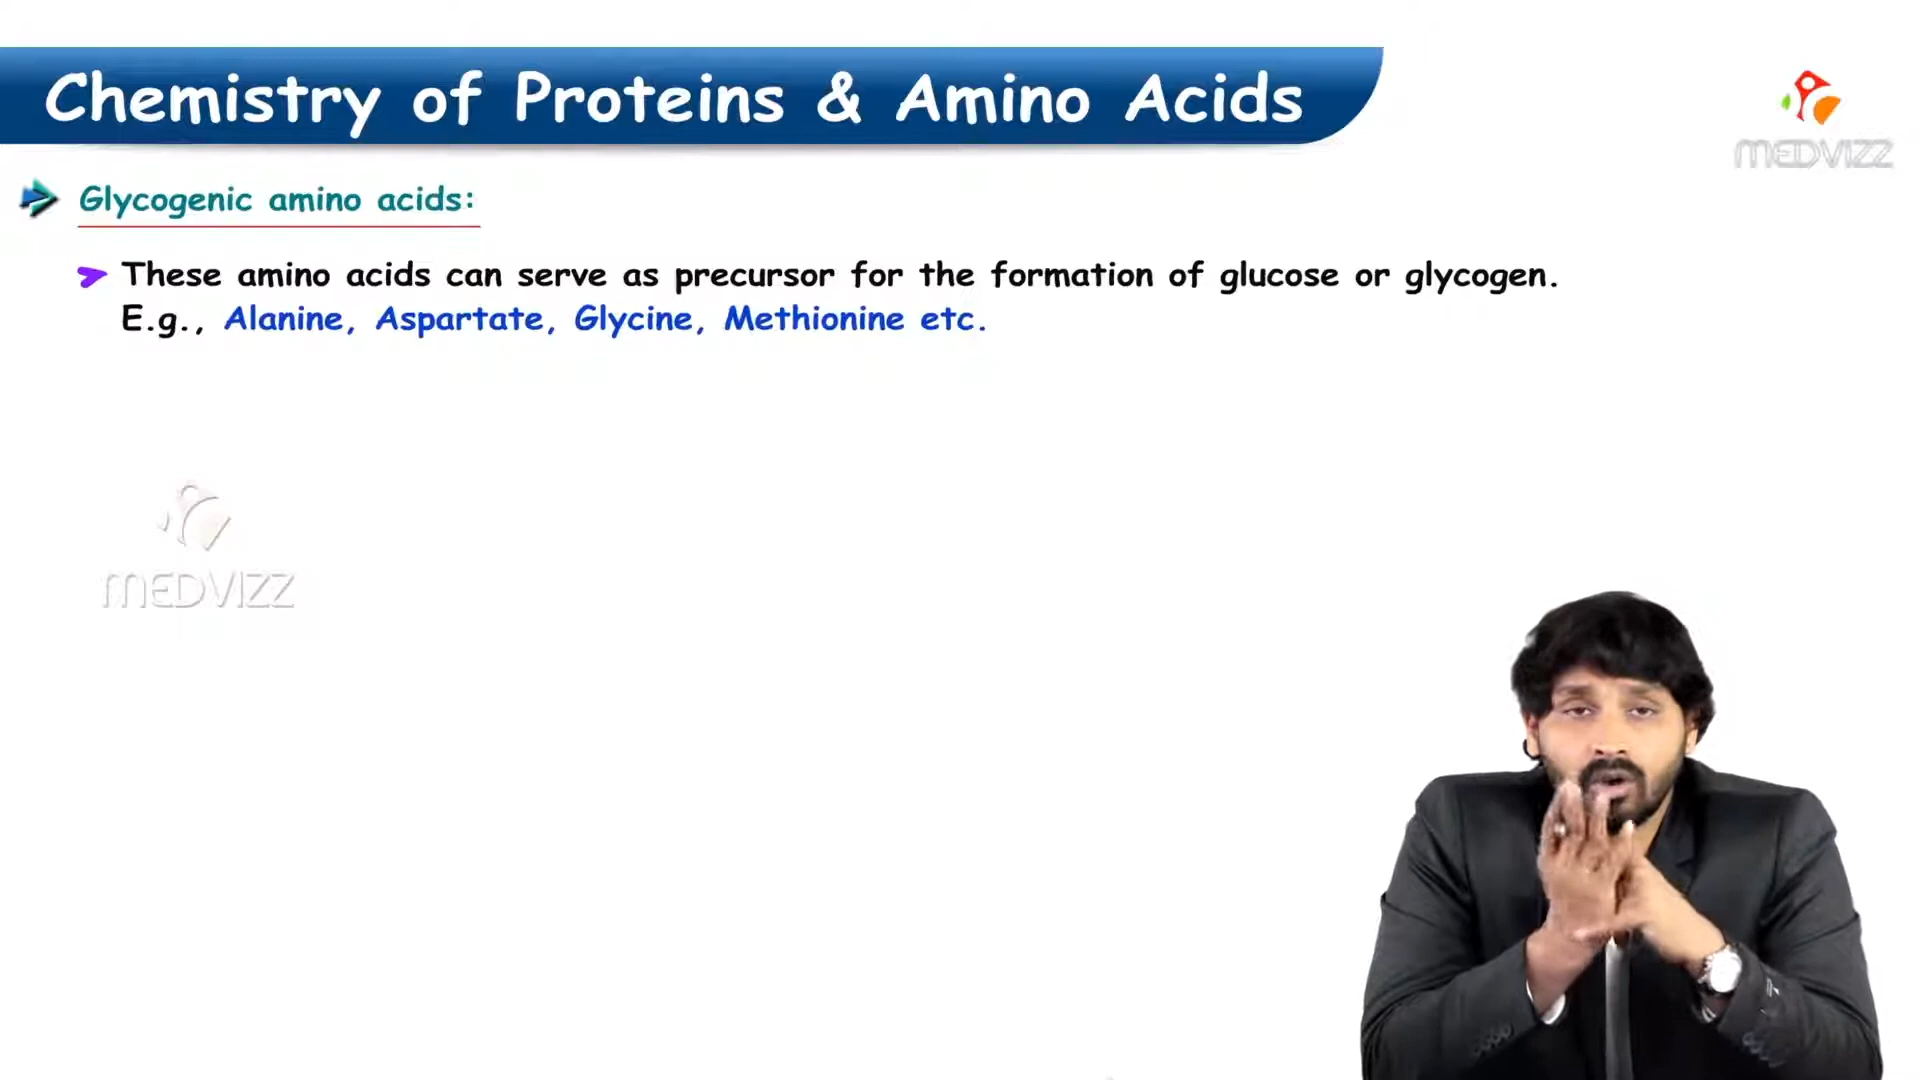 Chemistry of Proteins & Amino Acids
MEDVIZZ
Glycogenic amino acids:
These amino acids can serve as precursor for the formation of glucose or glycogen.
E.g., Alanine, Aspartate, Glycine, Methionine etc.
MEDVIZZ